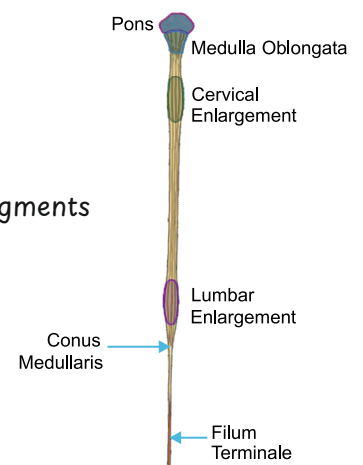 Pons
Medulla Oblongata
Cervical
Enlargement
gments
Lumbar
Enlargement
Conus
Medullaris
Filum
Terminale